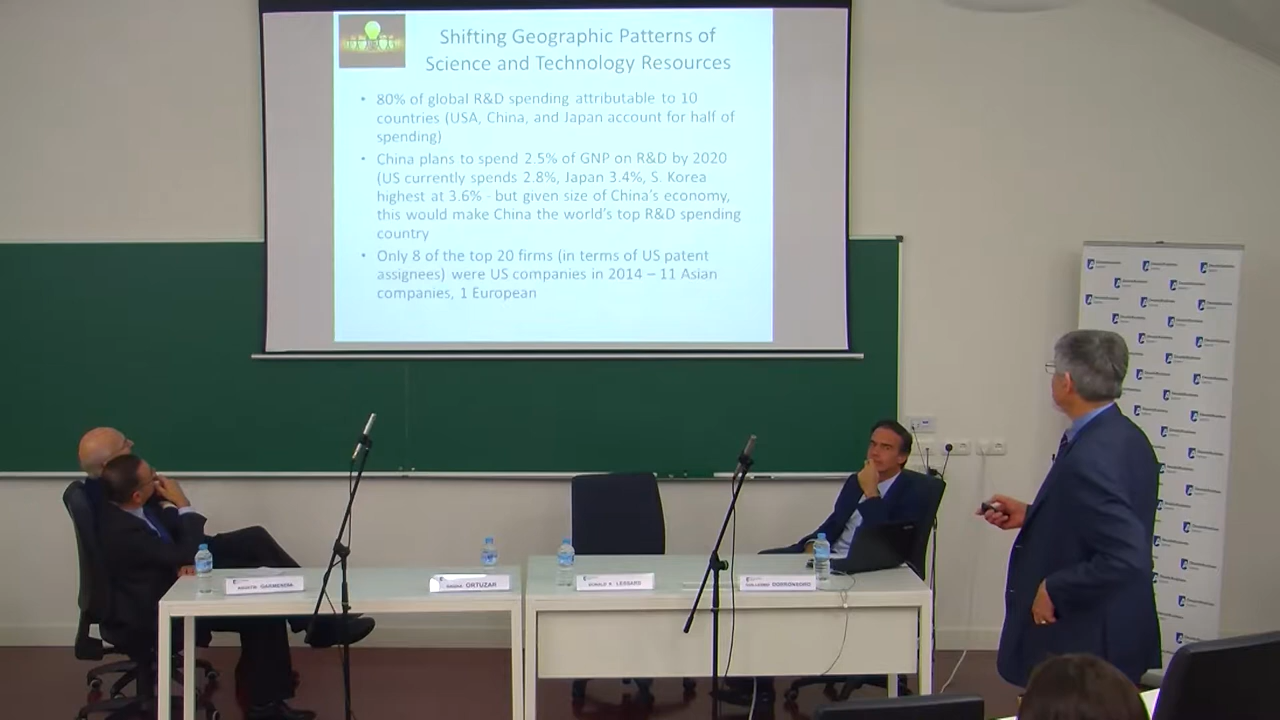 Shifting Geographic Patterns of
Science and Technology Resources
• 80% of global R&D spending attributable to 10
countries (USA, China, and Japan account for half of
spending)
• China plans to spend 2.5% of GNP on R&D by 2020
(US currently spends 2.8%, Japan 3.4%, S. Korea
highest at 3.6% - but given size of China's economy,
this would make China the world's top R&D spending
country
• Only 8 of the top 20 firms (in terms of US patent
assignees) were US companies in 2014 – 11 Asian
companies, 1 European
GARMENDIA
ORTUZAR
DONALD R. LESSARD
GUILLERMO DORRONSORO